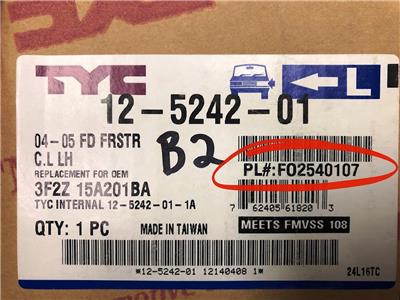 TYC
L
12-5242-01
04-05 FD FRSTR
C.L LH
B2
REPLACEMENT FOR OEM
3F2Z 15A201BA
PL#:FO2540107
TYC INTERNAL 12-5242-01-1A
7 62405 61820 3
QTY: 1 PC MADE IN TAIWAN
MEETS FMVSS 108
*12-5242-01 12140408 1*
24L16TC